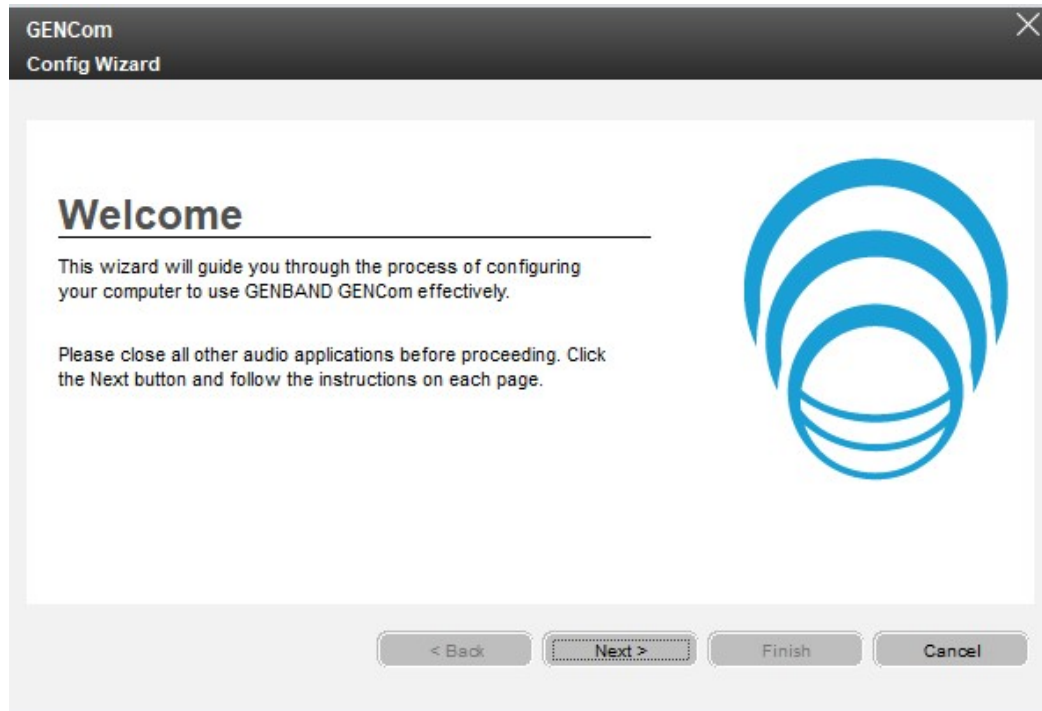 GENCom
Config Wizard
Welcome
This wizard will guide you through the process of configuring
your computer to use GENBAND GENCom effectively.
Please close all other audio applications before proceeding. Click
the Next button and follow the instructions on each page.
< Back
Next >
Finish
Cancel